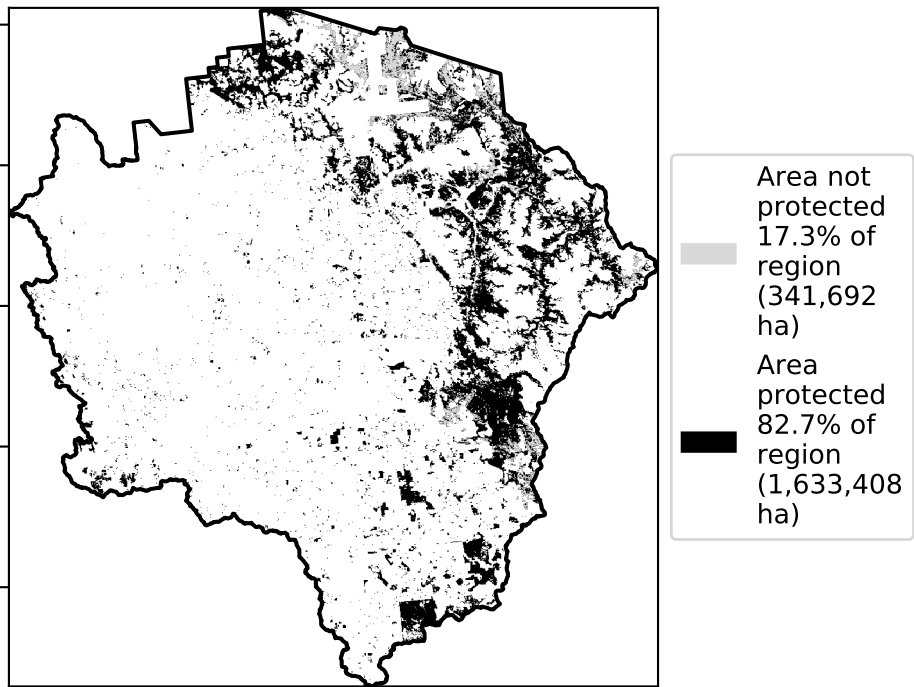 Area not
protected
17.3% of
region
(341,692
ha)
Area
protected
82.7% of
region
(1,633,408
ha)